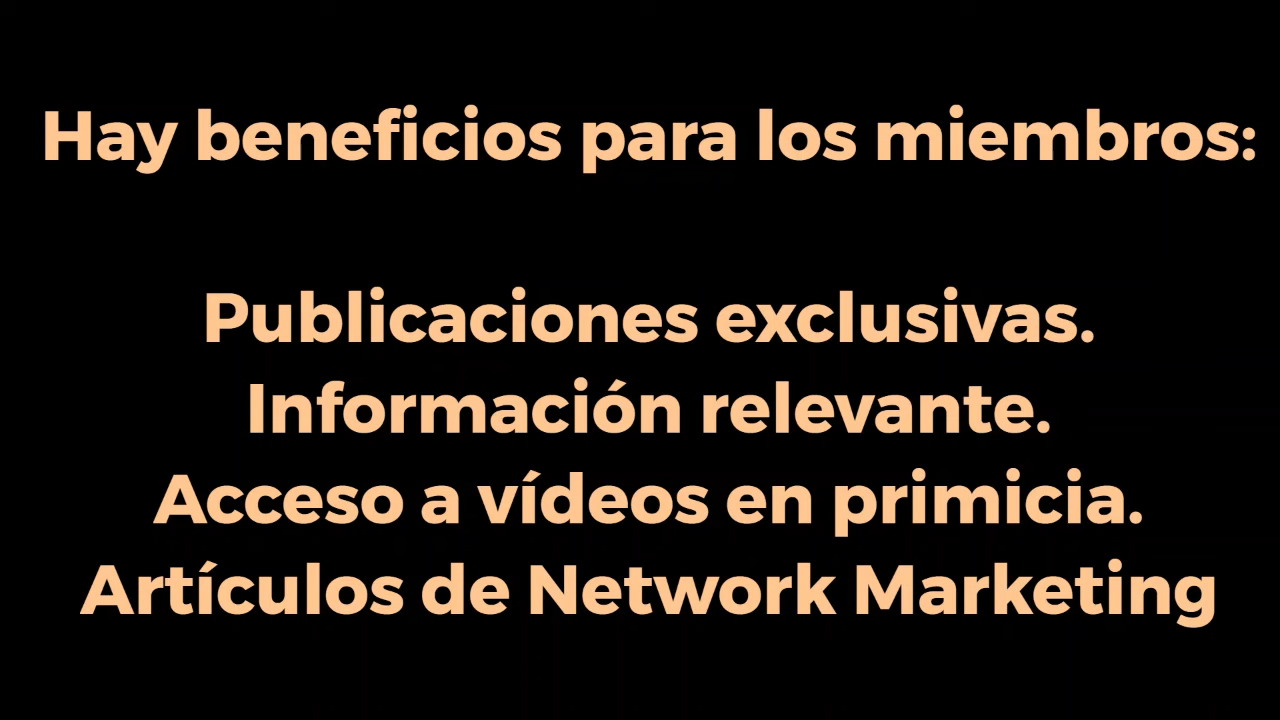 Hay beneficios para los miembros:
Publicaciones exclusivas.
Información relevante.
Acceso a vídeos en primicia.
Artículos de Network Marketing